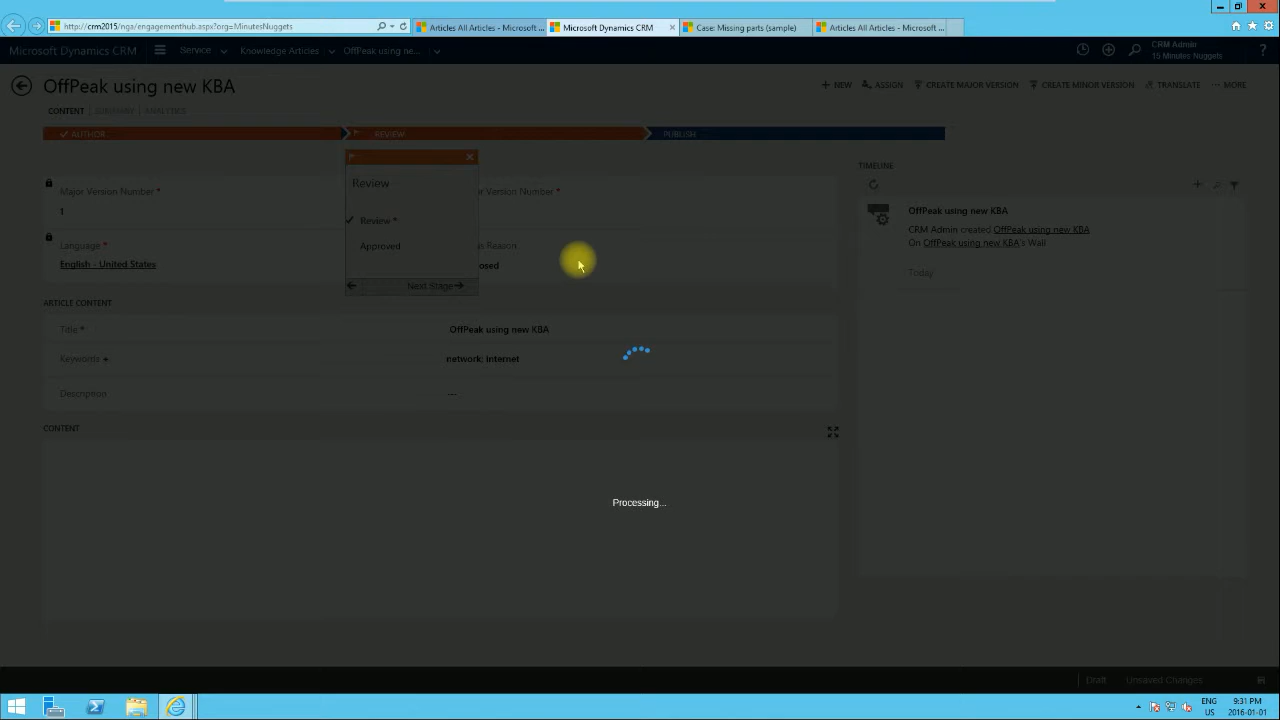 http://crm2015/nga/engagementhub.aspx?org=MinutesNuggets
Articles All Articles - Microsoft ...
Microsoft Dynamics CRM
Case: Missing parts (sample)
Articles All Articles - Microsoft ...
Microsoft Dynamics CRM
Service
Knowledge Articles
OffPeak using ne...
CRM Admin
15 Minutes Nuggets
OffPeak using new KBA
NEW
ASSIGN
CREATE MAJOR VERSION
CREATE MINOR VERSION
TRANSLATE
MORE
CONTENT
SUMMARY
ANALYTICS
AUTHOR
REVIEW
PUBLISH
TIMELINE
Review
Major Version Number *
or Version Number *
1
OffPeak using new KBA
Review *
CRM Admin created OffPeak using new KBA
On OffPeak using new KBA's Wall
Language *
Approved
s Reason
English - United States
osed
Today
Next Stage
ARTICLE CONTENT
Title *
OffPeak using new KBA
Keywords +
network; internet
Description
---
CONTENT
Processing...
Draft
Unsaved Changes
ENG
US
9:31 PM
2016-01-01